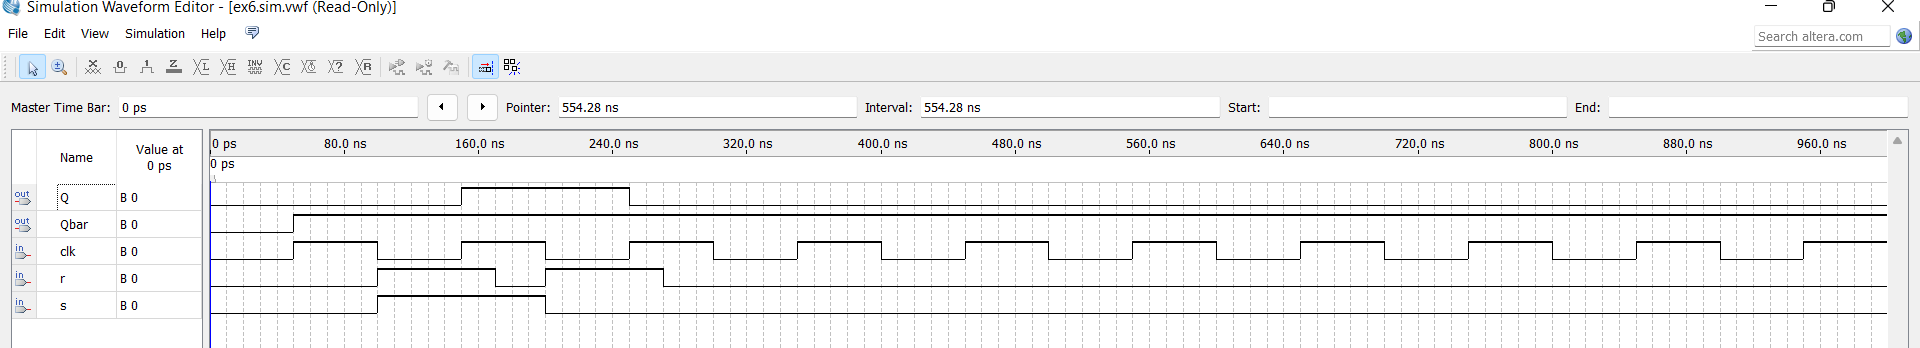 Simulation Waveform Editor - [ex6.sim.vwf (Read-Only)]
File Edit View Simulation Help
Search altera.com
Master Time Bar: 0 ps Pointer: 554.28 ns Interval: 554.28 ns Start: End:
Name Value at 0 ps
0 ps 80.0 ns 160.0 ns 240.0 ns 320.0 ns 400.0 ns 480.0 ns 560.0 ns 640.0 ns 720.0 ns 800.0 ns 880.0 ns 960.0 ns
0 ps
out Q B 0
out Qbar B 0
in clk B 0
in r B 0
in s B 0